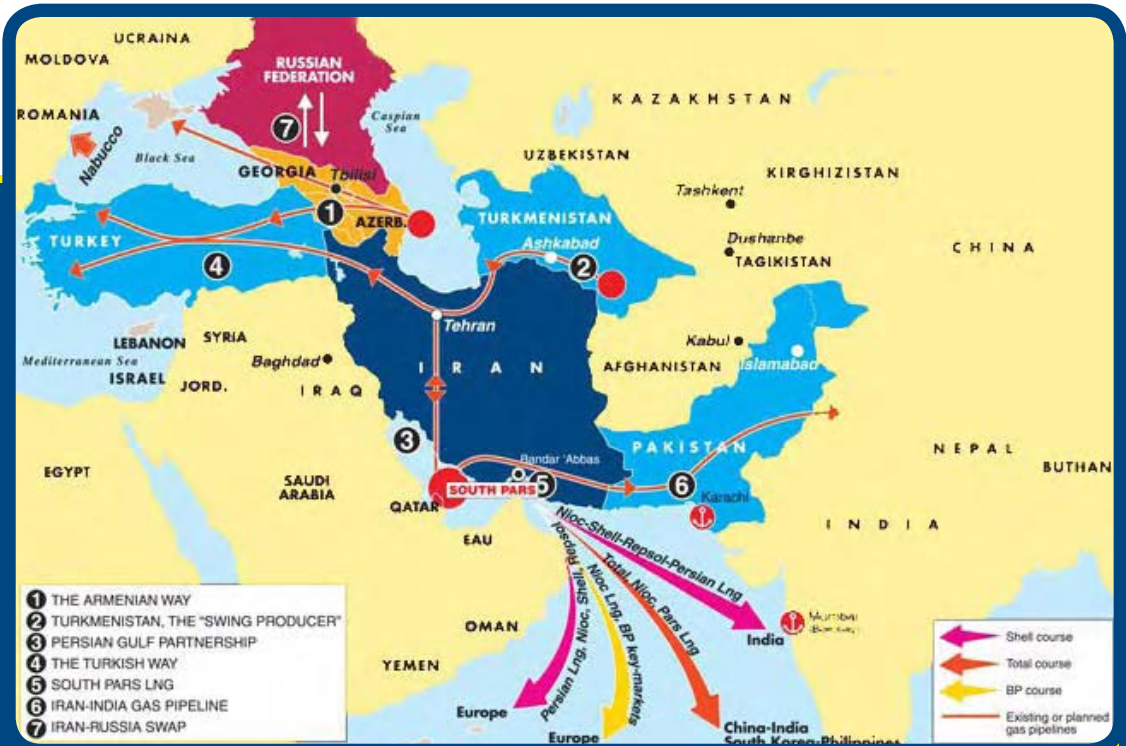 UCRAINA
MOLDOVA
RUSSIAN
FEDERATION
KAZAKHSTAN
ROMANIA
Caspian
Sea
7
Nabucco
Black Sea
UZBEKISTAN
GEORGIA
Tbilisi
KIRGHIZISTAN
Tashkent
1
AZERB.
TURKMENISTAN
TURKEY
Ashkabad
Dushanbe
CHINA
4
2
TAGIKISTAN
Tehran
LEBANON
SYRIA
Kabul
Mediterranean Sea
Baghdad
IRAN
AFGHANISTAN
Islamabad
ISRAEL
JORD.
IRAQ
3
PAKISTAN
NEPAL
Bandar 'Abbas
BUTHAN
EGYPT
SAUDI
ARABIA
SOUTH PARS
5
6
Karachi
QATAR
INDIA
EAU
Nioc-Shell-Repsol-Persian Lng
Total, Nioc, Pars Lng
Nioc Lng, BP key-markets
Persian Lng, Nioc, Shell, Repsol
OMAN
Mumbai
India
YEMEN
Europe
Europe
China-India
South Korea-Philippines
1 THE ARMENIAN WAY
2 TURKMENISTAN, THE "SWING PRODUCER"
3 PERSIAN GULF PARTNERSHIP
4 THE TURKISH WAY
5 SOUTH PARS LNG
6 IRAN-INDIA GAS PIPELINE
7 IRAN-RUSSIA SWAP
Shell course
Total course
BP course
Existing or planned
gas pipelines